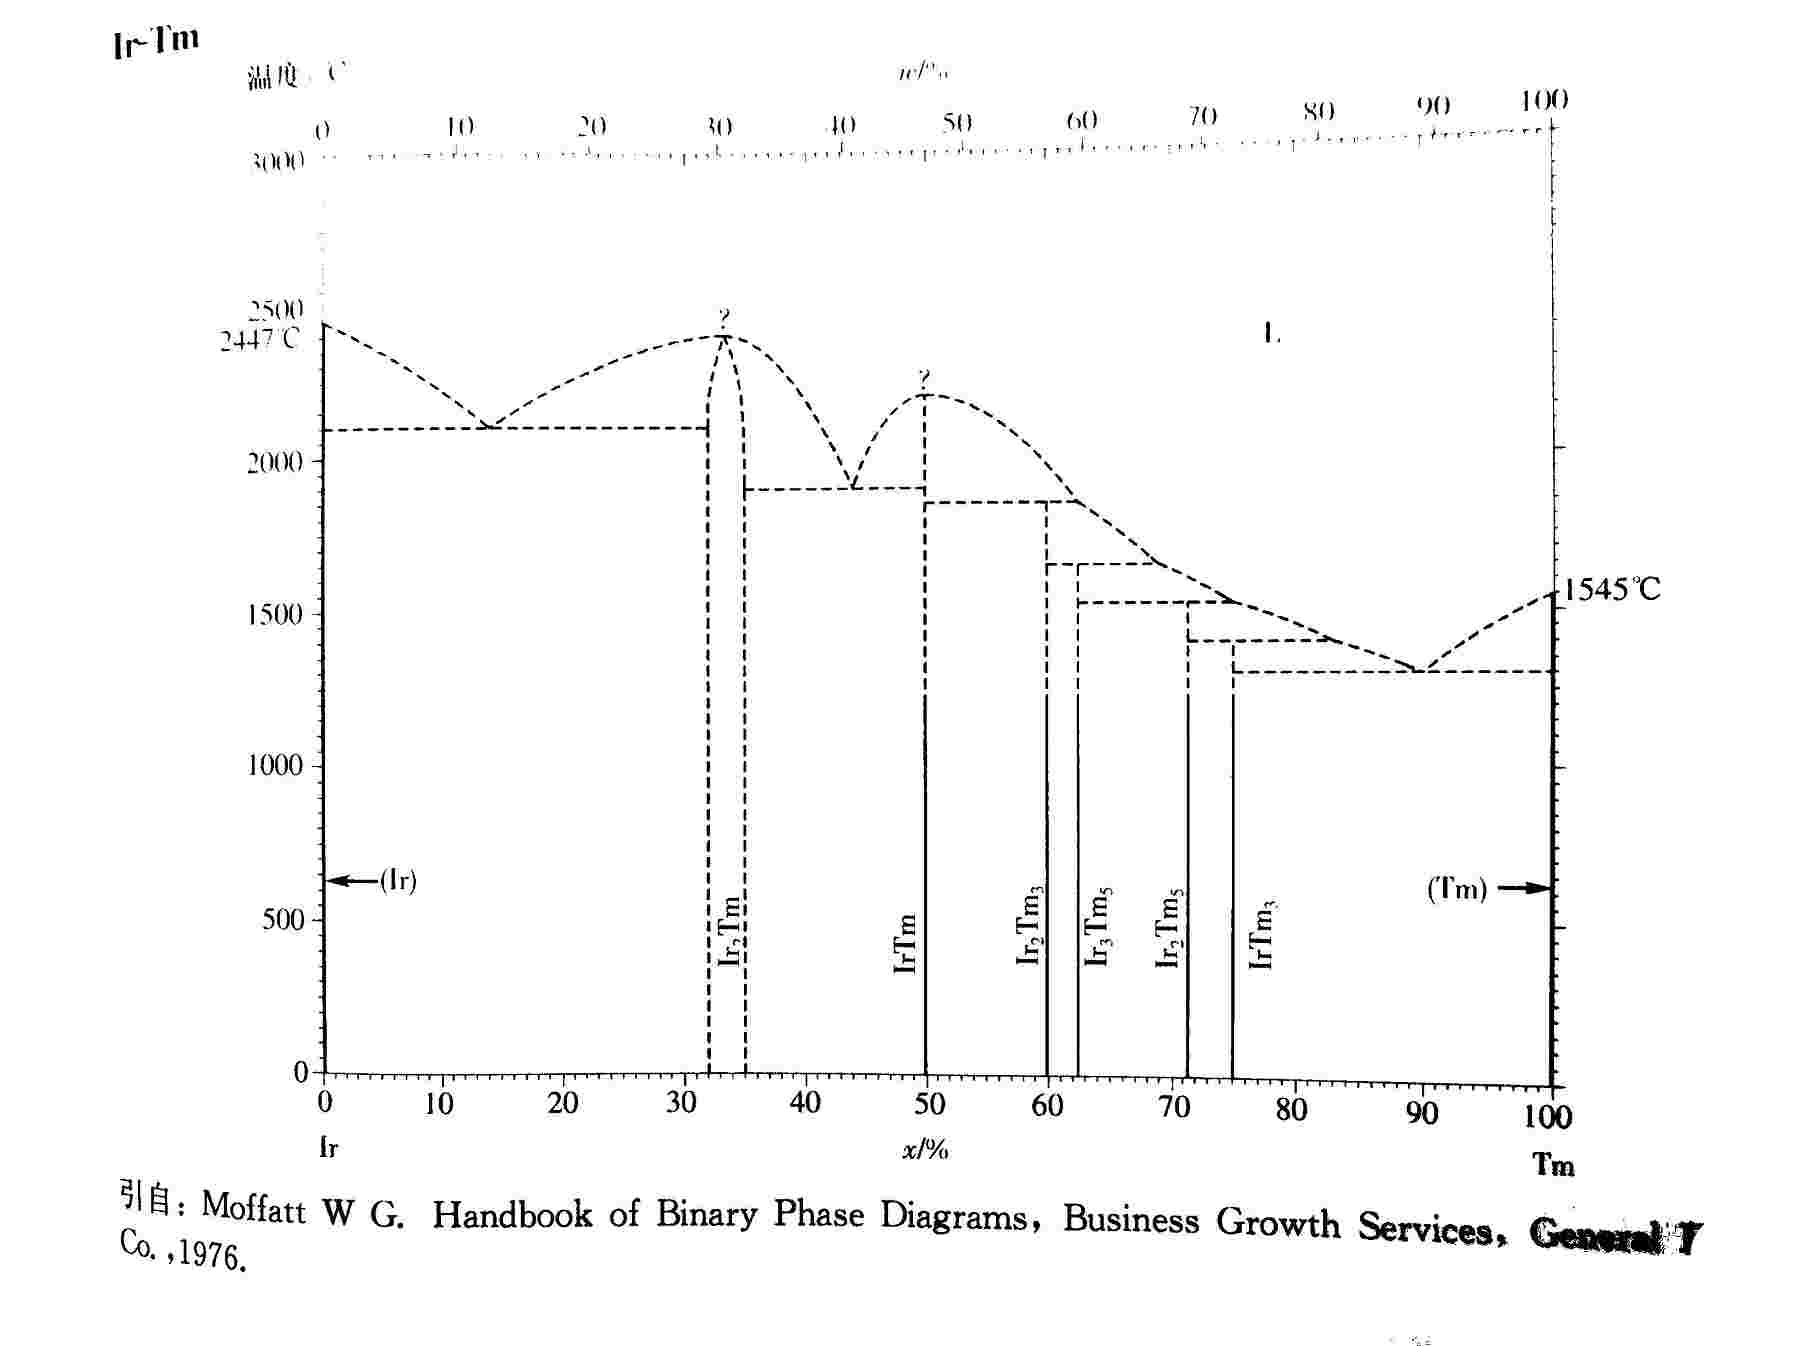 Ir-Tm
温度 C
w/%
0 10 20 30 40 50 60 70 80 90 100
3000
2500
?
2447℃
L
?
2000
1500
1545℃
1000
(Ir)
(Tm)
500
Ir₂Tm
IrTm
Ir₂Tm₃
Ir₃Tm₅
Ir₂Tm₅
IrTm₃
0
0 10 20 30 40 50 60 70 80 90 100
Ir
x/%
Tm
引自: Moffatt W G. Handbook of Binary Phase Diagrams, Business Growth Services, General
Co.,1976.